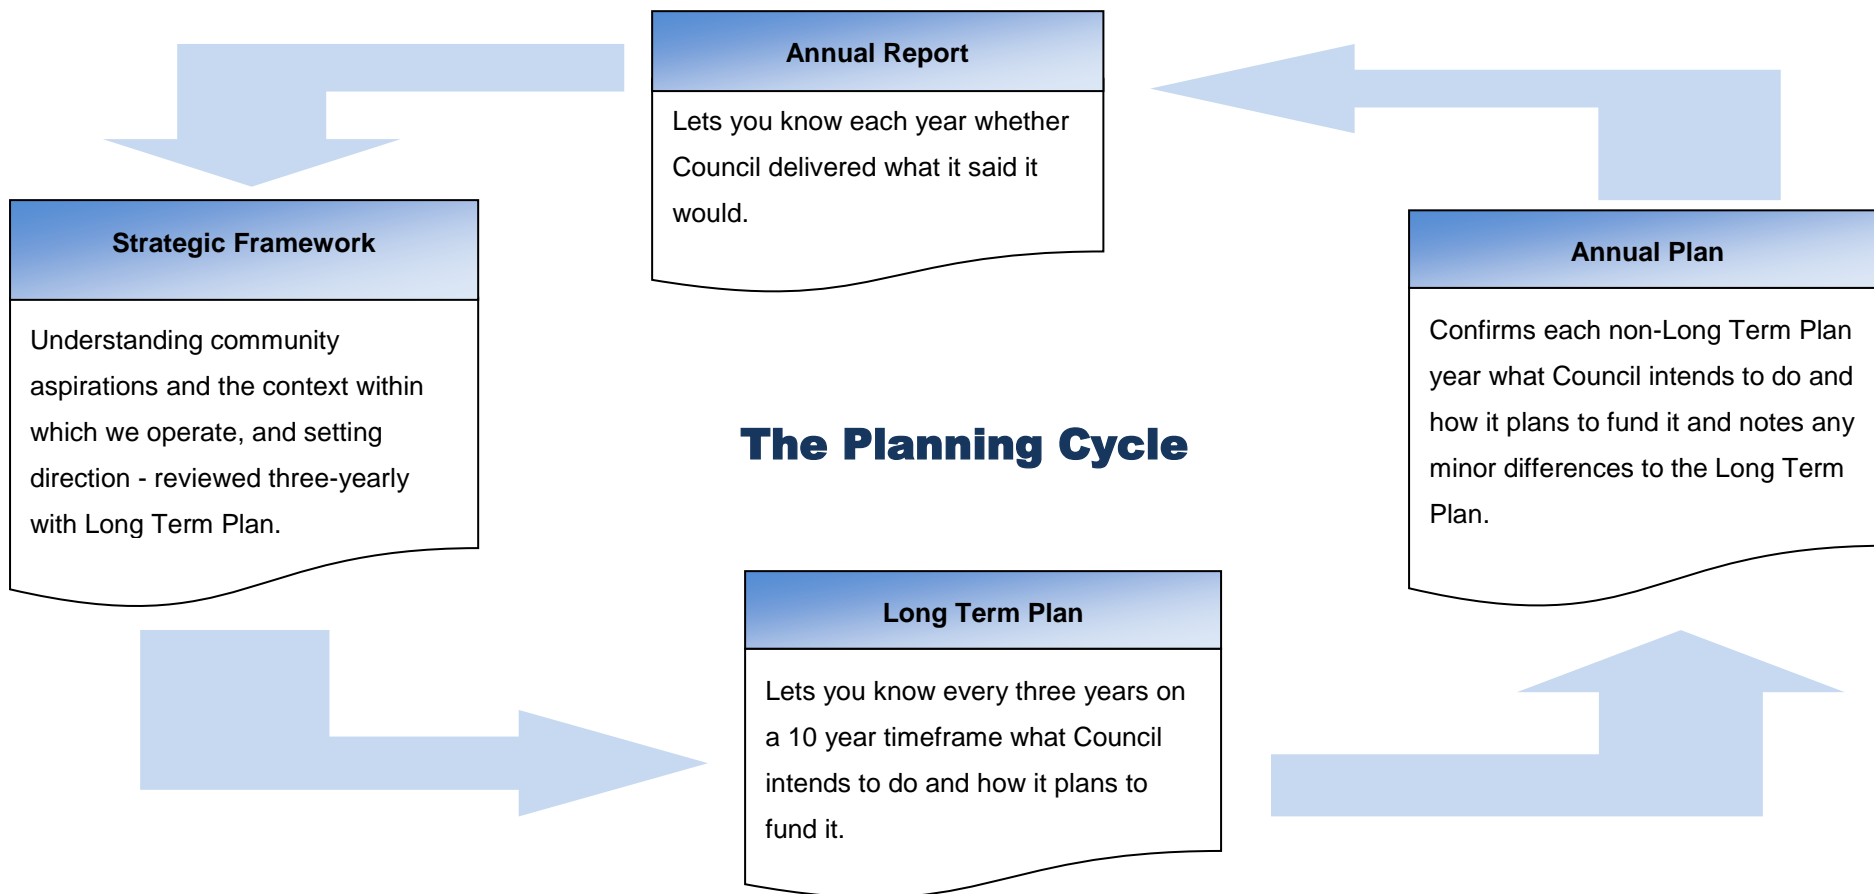 Annual Report
Lets you know each year whether
Council delivered what it said it
would.
Strategic Framework
Understanding community
aspirations and the context within
which we operate, and setting
direction - reviewed three-yearly
with Long Term Plan.
The Planning Cycle
Annual Plan
Confirms each non-Long Term Plan
year what Council intends to do and
how it plans to fund it and notes any
minor differences to the Long Term
Plan.
Long Term Plan
Lets you know every three years on
a 10 year timeframe what Council
intends to do and how it plans to
fund it.